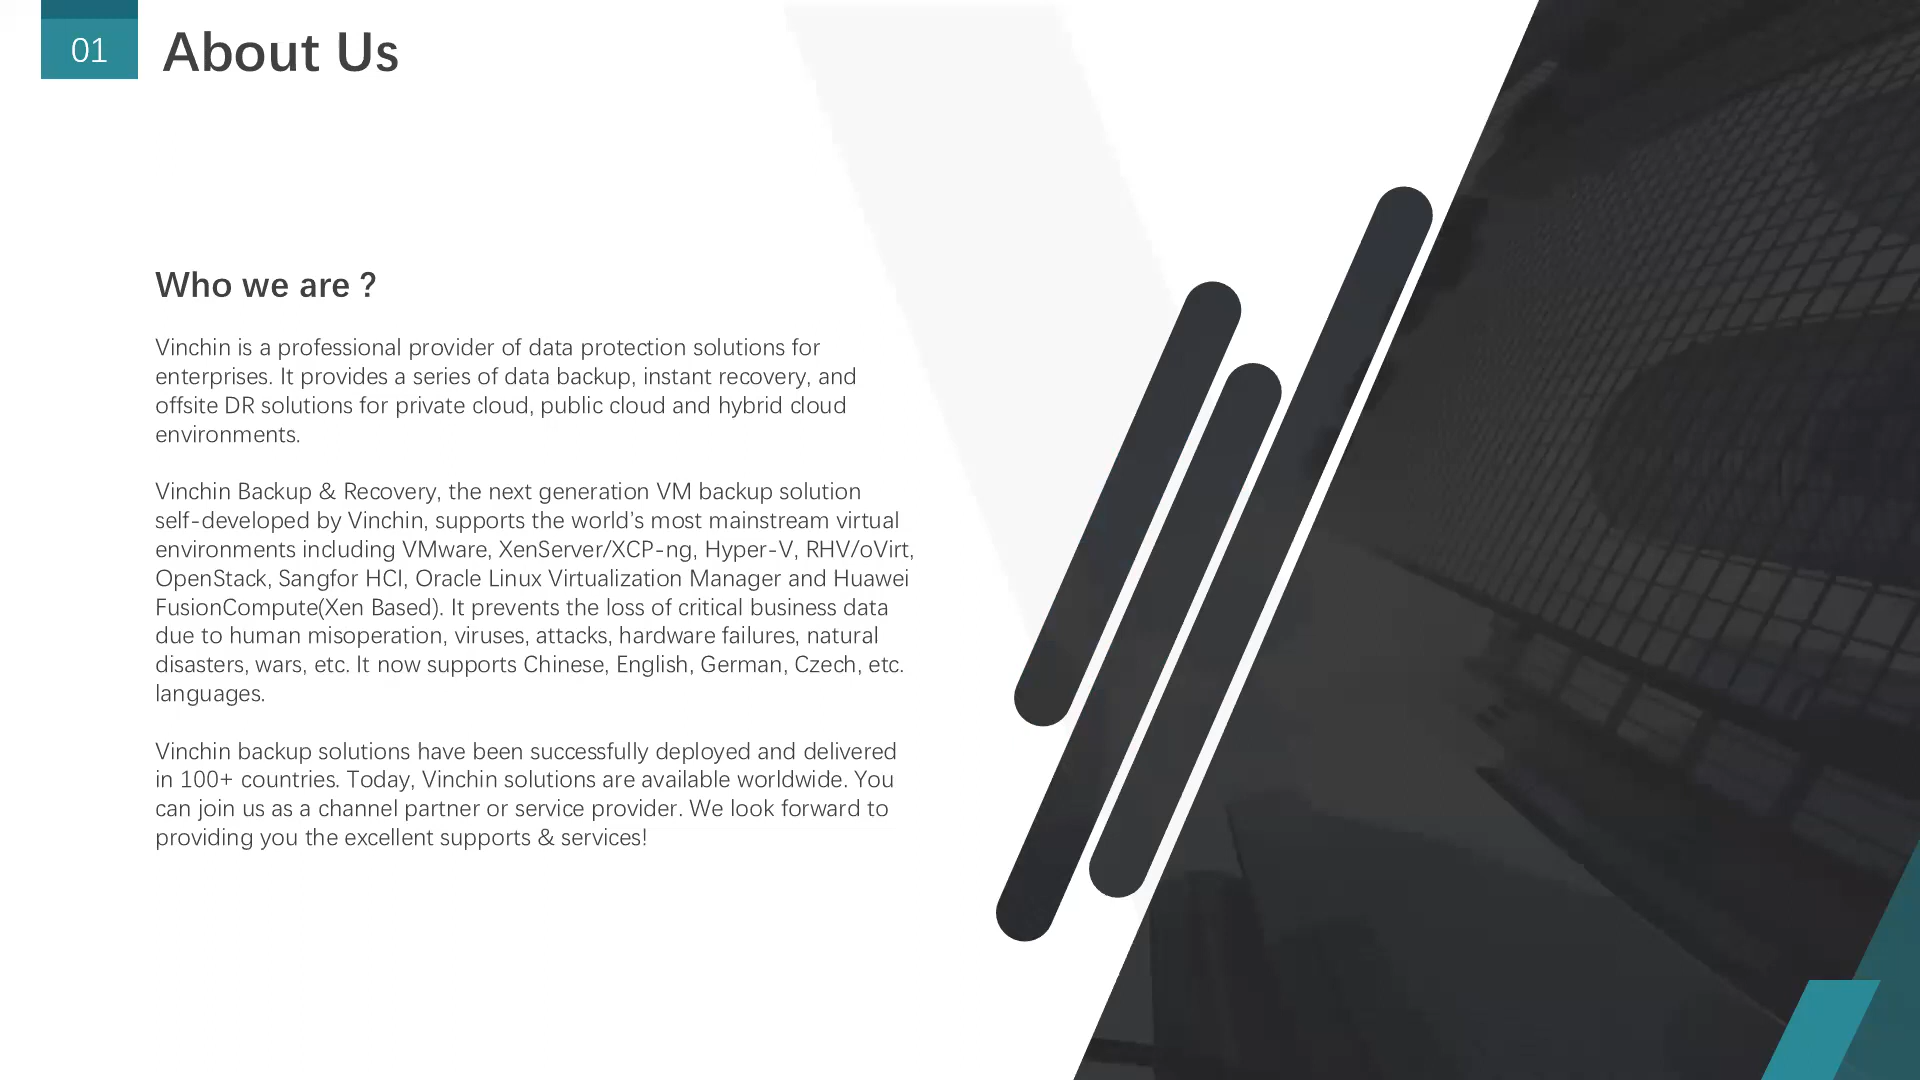 01
About Us
Who we are ?
Vinchin is a professional provider of data protection solutions for
enterprises. It provides a series of data backup, instant recovery, and
offsite DR solutions for private cloud, public cloud and hybrid cloud
environments.
Vinchin Backup & Recovery, the next generation VM backup solution
self-developed by Vinchin, supports the world’s most mainstream virtual
environments including VMware, XenServer/XCP-ng, Hyper-V, RHV/oVirt,
OpenStack, Sangfor HCI, Oracle Linux Virtualization Manager and Huawei
FusionCompute(Xen Based). It prevents the loss of critical business data
due to human misoperation, viruses, attacks, hardware failures, natural
disasters, wars, etc. It now supports Chinese, English, German, Czech, etc.
languages.
Vinchin backup solutions have been successfully deployed and delivered
in 100+ countries. Today, Vinchin solutions are available worldwide. You
can join us as a channel partner or service provider. We look forward to
providing you the excellent supports & services!